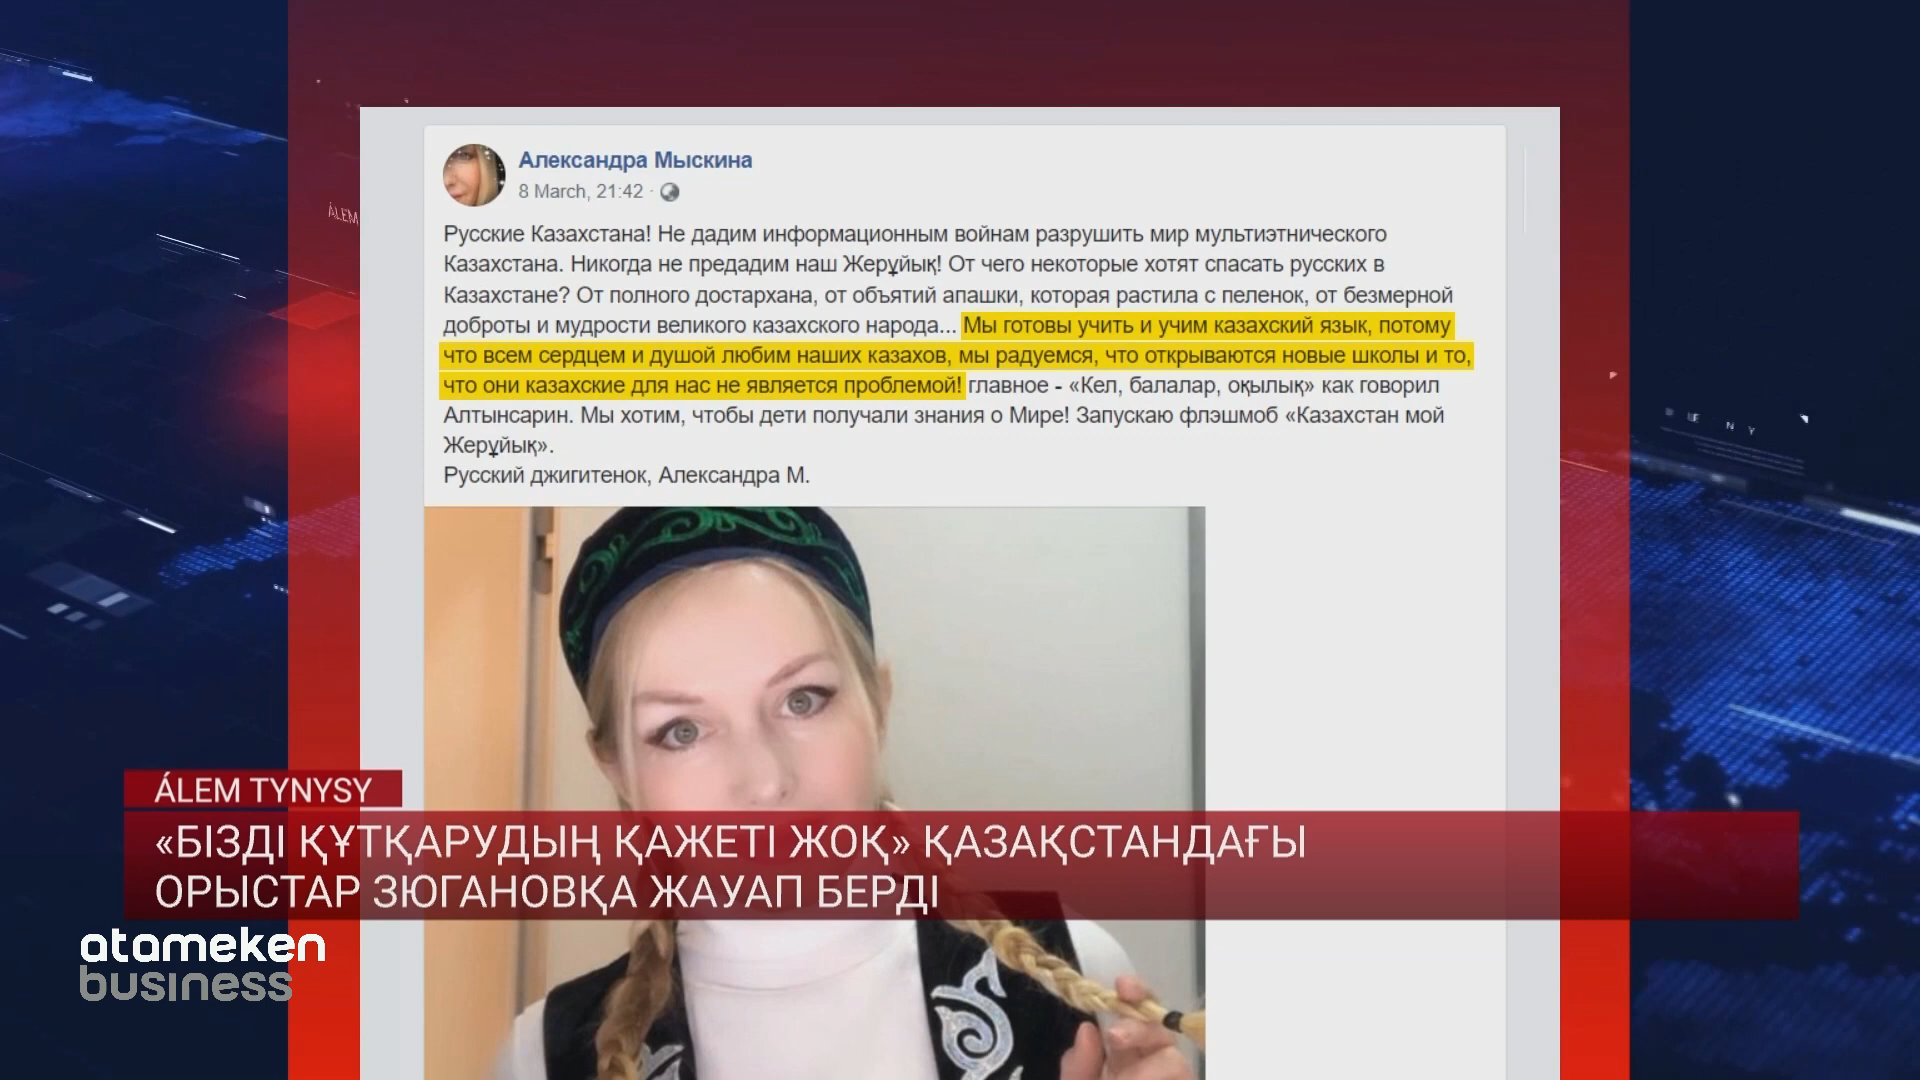 Александра Мыскина
8 March, 21:42 ·
Русские Казахстана! Не дадим информационным войнам разрушить мир мультиэтнического
Казахстана. Никогда не предадим наш Жерұйық! От чего некоторые хотят спасать русских в
Казахстане? От полного достархана, от объятий апашки, которая растила с пеленок, от безмерной
доброты и мудрости великого казахского народа... Мы готовы учить и учим казахский язык, потому
что всем сердцем и душой любим наших казахов, мы радуемся, что открываются новые школы и то,
что они казахские для нас не является проблемой! главное - «Кел, балалар, оқылық» как говорил
Алтынсарин. Мы хотим, чтобы дети получали знания о Мире! Запускаю флэшмоб «Казахстан мой
Жерұйық».
Русский джигитенок, Александра М.
ÁLEM
ÁLEM TYNYSY
«БІЗДІ ҚҰТҚАРУДЫҢ ҚАЖЕТІ ЖОҚ» ҚАЗАҚСТАНДАҒЫ
ОРЫСТАР ЗЮГАНОВҚА ЖАУАП БЕРДІ
atameken
business